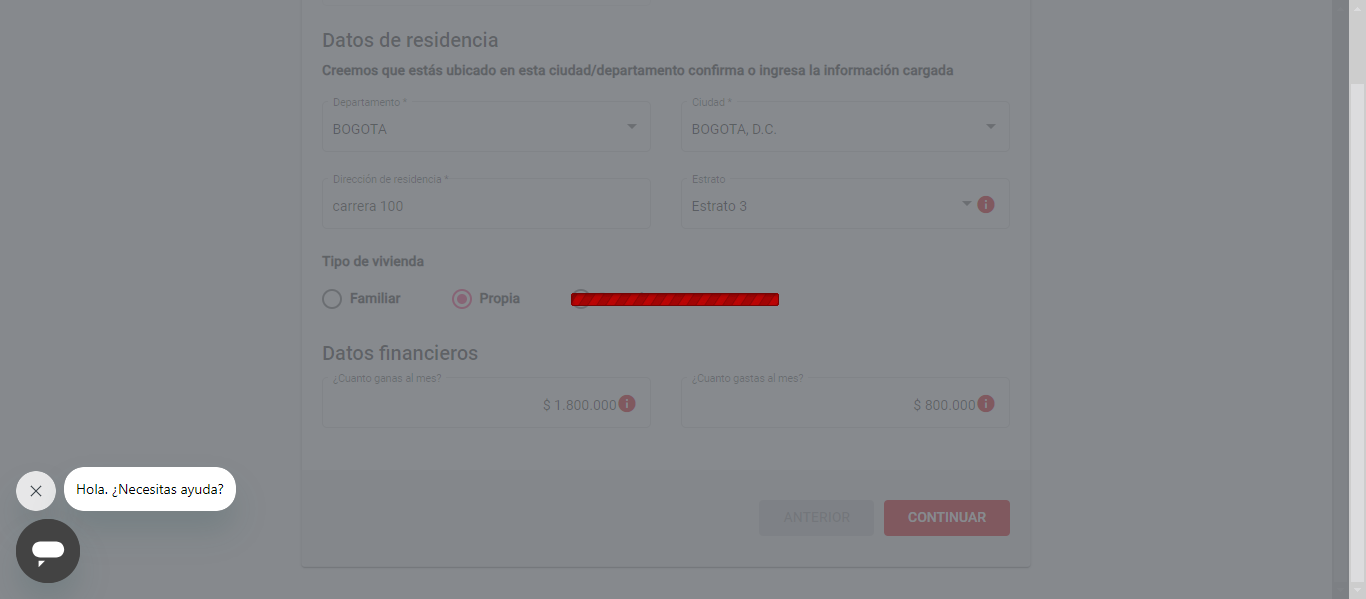 Datos de residencia
Creemos que estás ubicado en esta ciudad/departamento confirma o ingresa la información cargada
Departamento *
BOGOTA
Ciudad *
BOGOTA, D.C.
Dirección de residencia *
carrera 100
Estrato
Estrato 3
Tipo de vivienda
Familiar
Propia
Datos financieros
¿Cuanto ganas al mes?
$ 1.800.000
¿Cuanto gastas al mes?
$ 800.000
Hola. ¿Necesitas ayuda?
ANTERIOR
CONTINUAR